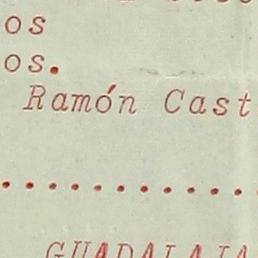 os
os.
Ramón Cast
...........
GUADALAJA